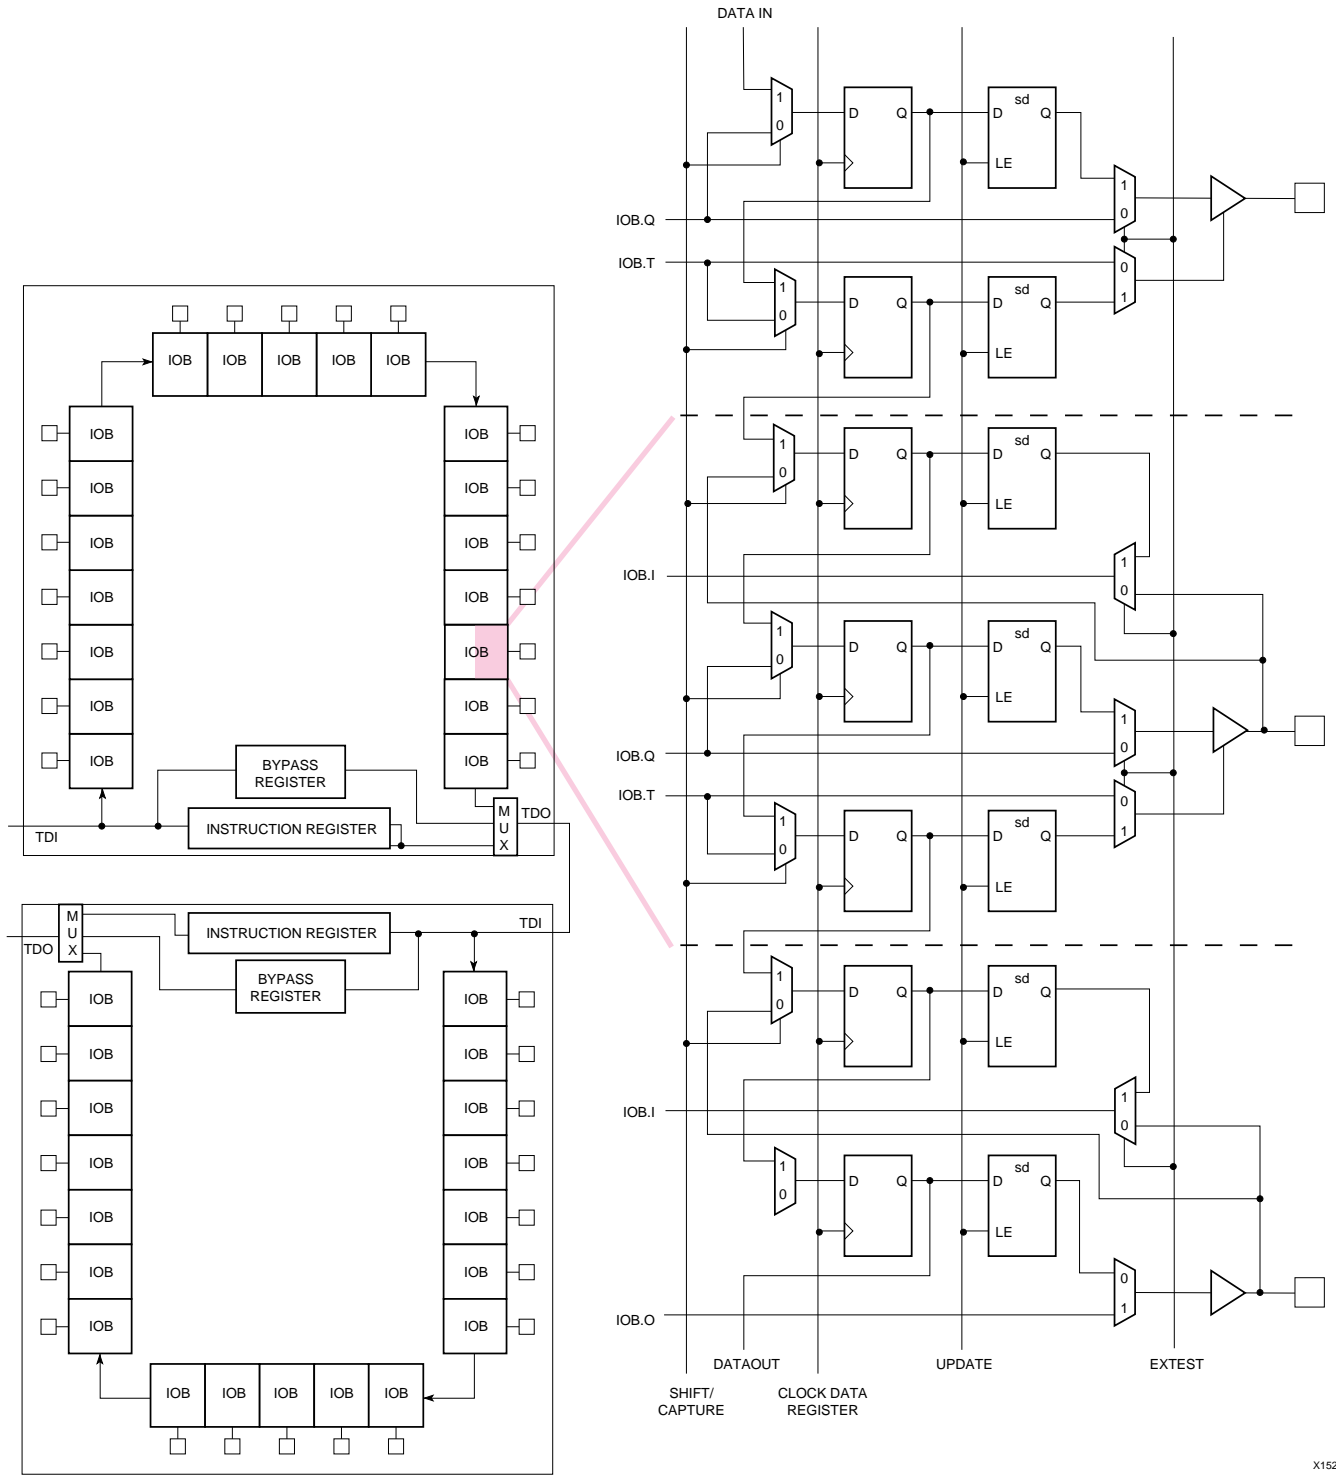 DATA IN
1
0
D
Q
sd
D
Q
LE
1
0
IOB.Q
IOB.T
0
1
1
0
D
Q
sd
D
Q
LE
1
0
D
Q
sd
D
Q
LE
IOB.I
1
0
1
0
D
Q
sd
D
Q
LE
1
0
IOB.Q
IOB.T
0
1
1
0
D
Q
sd
D
Q
LE
1
0
D
Q
sd
D
Q
LE
IOB.I
1
0
1
0
D
Q
sd
D
Q
LE
0
1
IOB.O
DATAOUT
UPDATE
EXTEST
SHIFT/
CAPTURE
CLOCK DATA
REGISTER
IOB IOB IOB IOB IOB
IOB IOB
IOB IOB
IOB IOB
IOB IOB
IOB IOB
IOB IOB
IOB IOB
BYPASS
REGISTER
INSTRUCTION REGISTER
TDI
M
U
X
TDO
M
U
X
TDO
INSTRUCTION REGISTER
TDI
BYPASS
REGISTER
IOB IOB
IOB IOB
IOB IOB
IOB IOB
IOB IOB
IOB IOB
IOB IOB
IOB IOB IOB IOB IOB